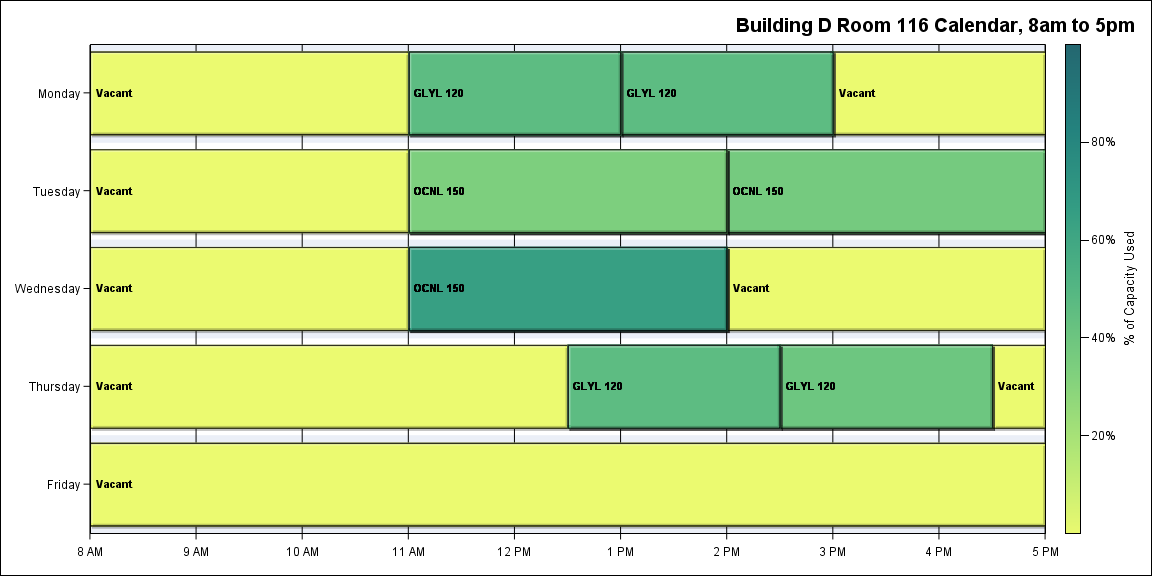 Building D Room 116 Calendar, 8am to 5pm
Monday
Vacant
GLYL 120
GLYL 120
Vacant
Tuesday
Vacant
OCNL 150
OCNL 150
Wednesday
Vacant
OCNL 150
Vacant
Thursday
Vacant
GLYL 120
GLYL 120
Vacant
Friday
Vacant
8 AM
9 AM
10 AM
11 AM
12 PM
1 PM
2 PM
3 PM
4 PM
5 PM
80%
60%
40%
20%
% of Capacity Used